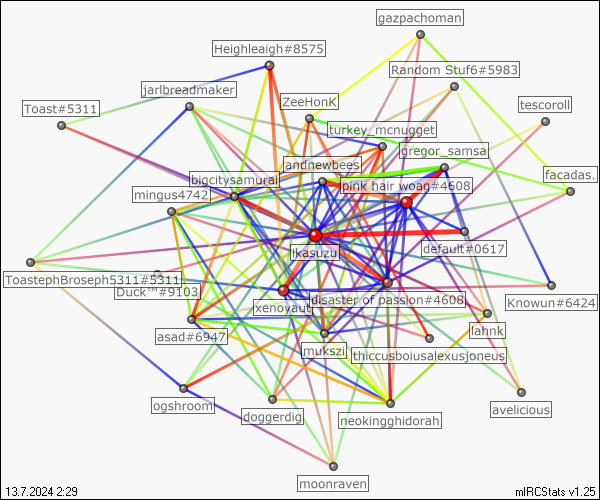 gazpachoman
Heighleaigh#8575
Random Stuf6#5983
jarlbreadmaker
ZeeHonK
Toast#5311
tescoroll
turkey_mcnugget
gregor_samsa
andnewbees
facadas.
bigcitysamurai
pink hair woag#4608
mingus4742
default#0617
ikasuzu
ToastephBroseph5311#5311
Duck™#9103
xenoyaut
disaster of passion#4608
Knowun#6424
lahnk
asad#6947
mukszi
thiccusboiusalexusjoneus
ogshroom
doggerdig
neokingghidorah
avelicious
moonraven
13.7.2024 2:29
mIRCStats v1.25